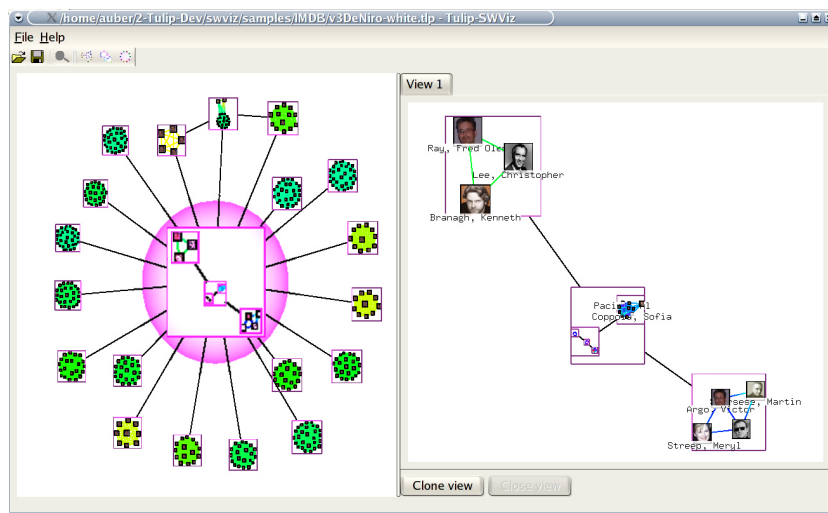 /home/auber/2-Tulip-Dev/swviz/samples/IMDB/v3DeNiro-white.tlp - Tulip-SWViz
File Help
View 1
Ray, Fred Ole
Lee, Christopher
Branagh, Kenneth
Paci
Coppola, Sofia
Martin
Argo, Victor
Streep, Meryl
Clone view Close view